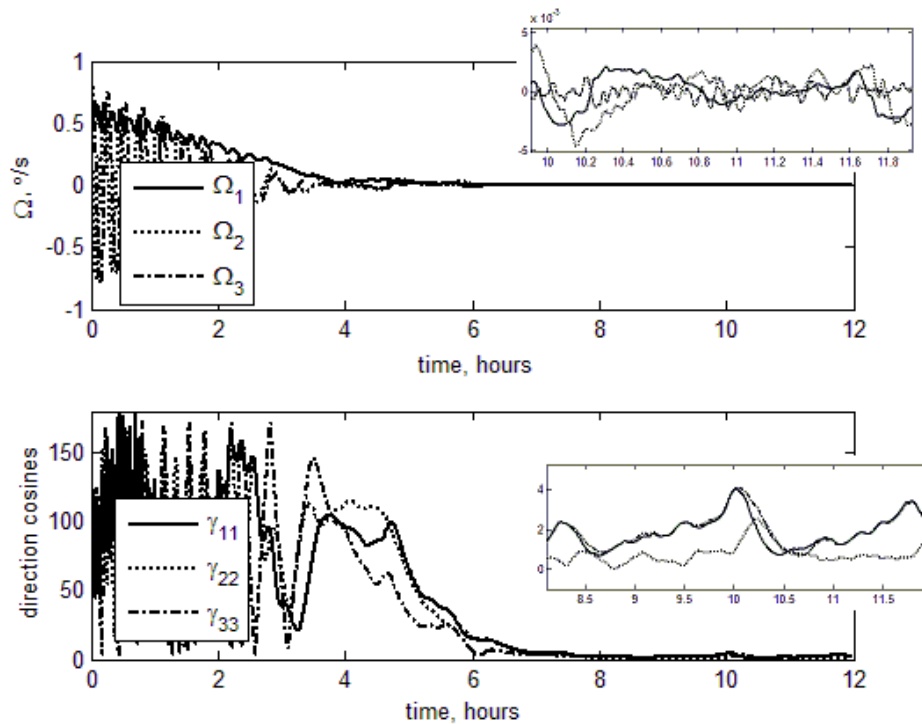 x 10⁻³
5
0
-5
10 10.2 10.4 10.6 10.8 11 11.2 11.4 11.6 11.8
1
0.5
0
-0.5
-1
Ω, º/s
Ω₁
Ω₂
Ω₃
0 2 4 6 8 10 12
time, hours
150
100
50
0
direction cosines
γ₁₁
γ₂₂
γ₃₃
4
2
0
8.5 9 9.5 10 10.5 11 11.5
0 2 4 6 8 10 12
time, hours